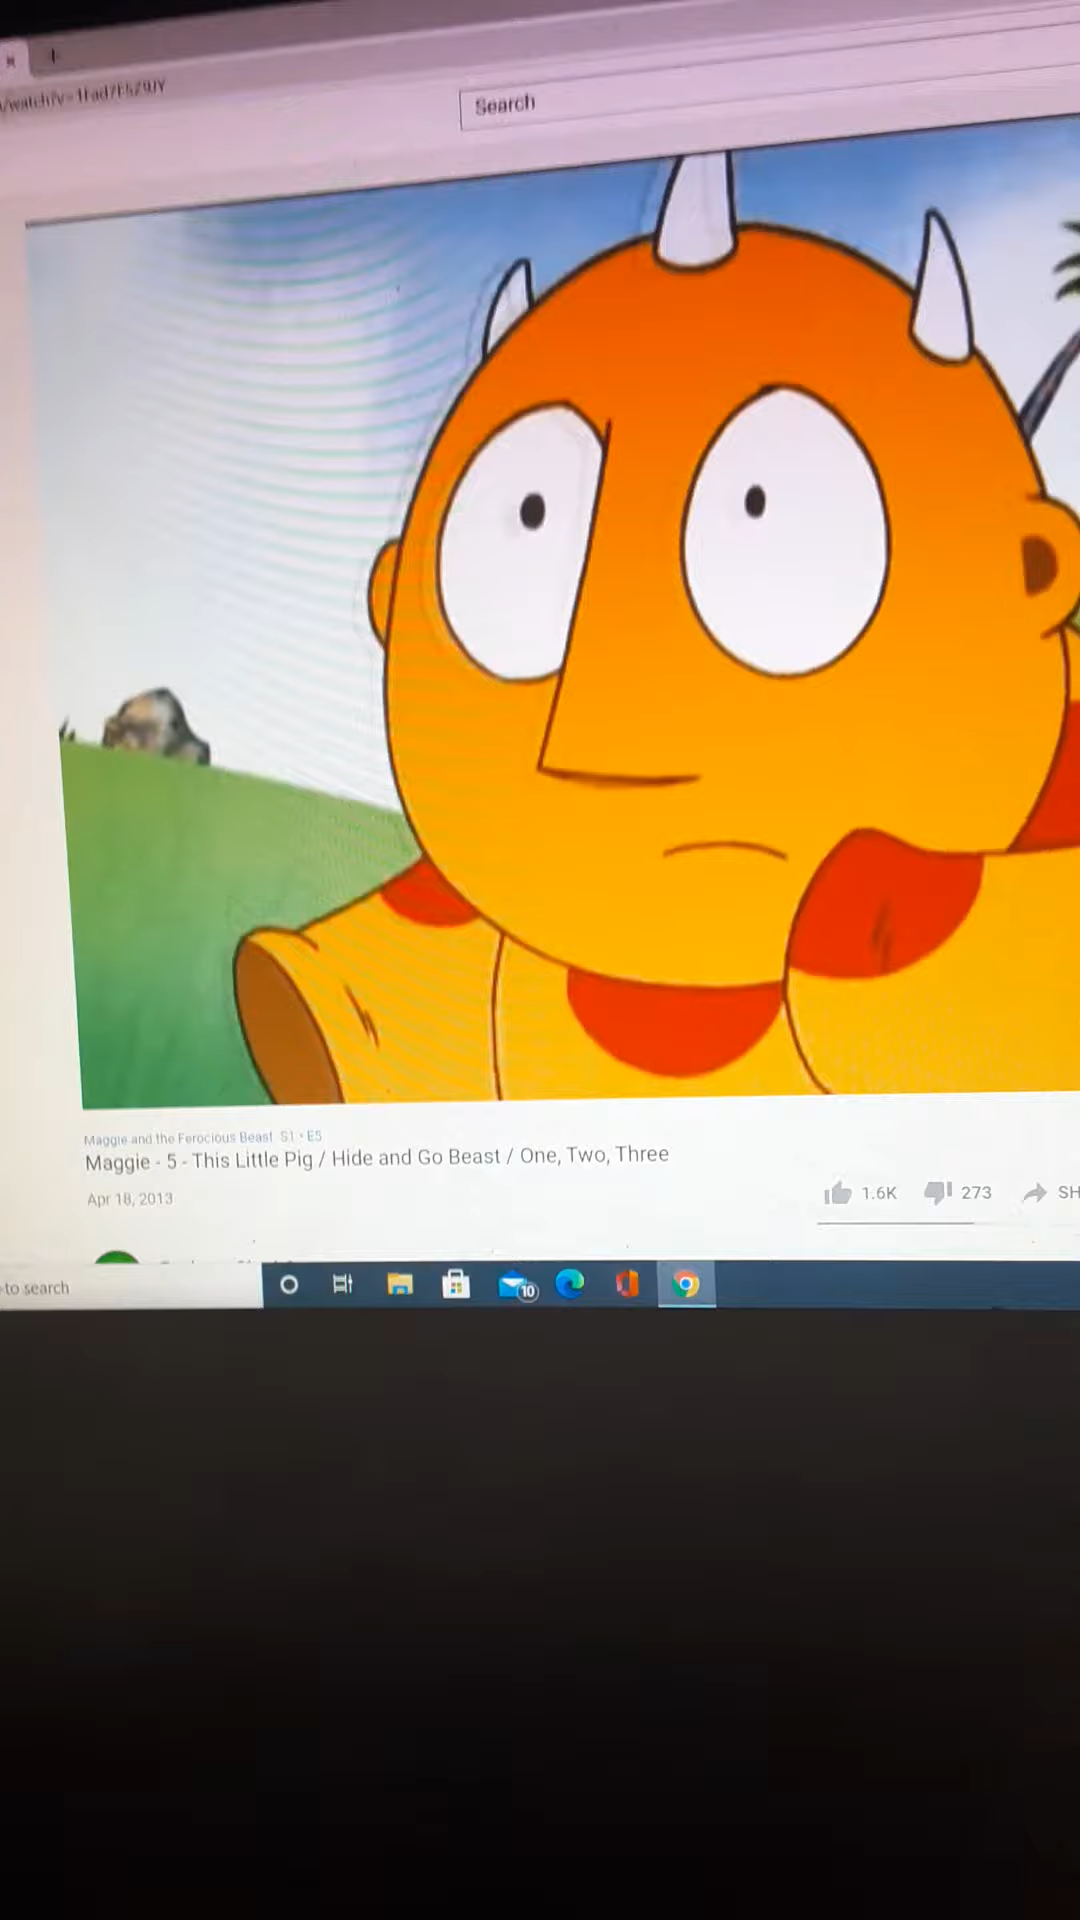 Search
Maggie and the Ferocious Beast S1 • E5
Maggie - 5 - This Little Pig / Hide and Go Beast / One, Two, Three
Apr 18, 2013
1.6K 273 SH
to search
10